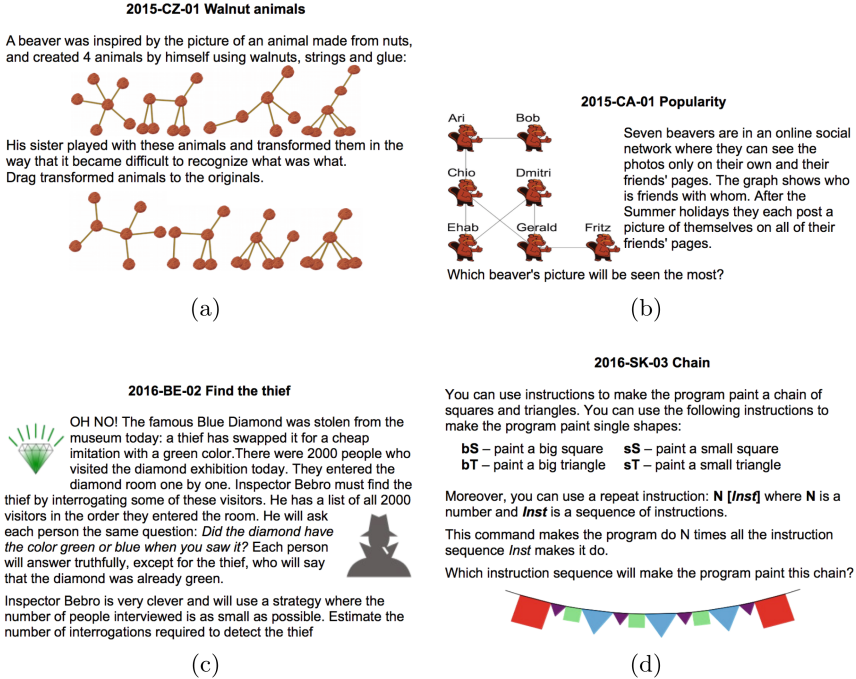 2015-CZ-01 Walnut animals
A beaver was inspired by the picture of an animal made from nuts,
and created 4 animals by himself using walnuts, strings and glue:
His sister played with these animals and transformed them in the
way that it became difficult to recognize what was what.
Drag transformed animals to the originals.
(a)
2015-CA-01 Popularity
Ari
Bob
Chio
Dmitri
Ehab
Gerald
Fritz
Seven beavers are in an online social
network where they can see the
photos only on their own and their
friends' pages. The graph shows who
is friends with whom. After the
Summer holidays they each post a
picture of themselves on all of their
friends' pages.
Which beaver's picture will be seen the most?
(b)
2016-BE-02 Find the thief
OH NO! The famous Blue Diamond was stolen from the
museum today: a thief has swapped it for a cheap
imitation with a green color.There were 2000 people who
visited the diamond exhibition today. They entered the
diamond room one by one. Inspector Bebro must find the
thief by interrogating some of these visitors. He has a list of all 2000
visitors in the order they entered the room. He will ask
each person the same question: Did the diamond have
the color green or blue when you saw it? Each person
will answer truthfully, except for the thief, who will say
that the diamond was already green.
Inspector Bebro is very clever and will use a strategy where the
number of people interviewed is as small as possible. Estimate the
number of interrogations required to detect the thief
(c)
2016-SK-03 Chain
You can use instructions to make the program paint a chain of
squares and triangles. You can use the following instructions to
make the program paint single shapes:
bS – paint a big square sS – paint a small square
bT – paint a big triangle sT – paint a small triangle
Moreover, you can use a repeat instruction: N [Inst] where N is a
number and Inst is a sequence of instructions.
This command makes the program do N times all the instruction
sequence Inst makes it do.
Which instruction sequence will make the program paint this chain?
(d)